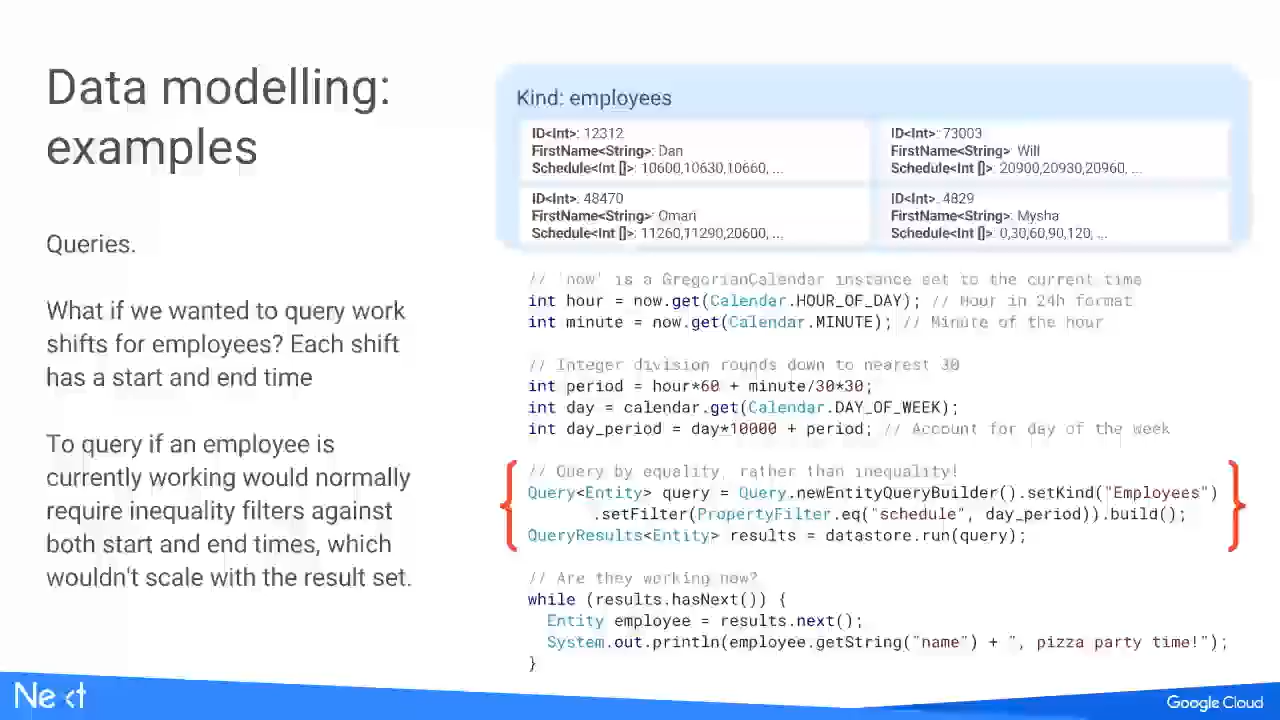 Data modelling:
examples
Queries.
What if we wanted to query work
shifts for employees? Each shift
has a start and end time
To query if an employee is
currently working would normally
require inequality filters against
both start and end times, which
wouldn't scale with the result set.
Kind: employees
ID<Int>: 12312
FirstName<String>: Dan
Schedule<Int []>: 10600,10630,10660, ...
ID<Int>: 73003
FirstName<String>: Will
Schedule<Int []>: 20900,20930,20960, ...
ID<Int>: 48470
FirstName<String>: Omari
Schedule<Int []>: 11260,11290,20600, ...
ID<Int>: 4829
FirstName<String>: Mysha
Schedule<Int []>: 0,30,60,90,120, ...
// 'now' is a GregorianCalendar instance set to the current time
int hour = now.get(Calendar.HOUR_OF_DAY); // Hour in 24h format
int minute = now.get(Calendar.MINUTE); // Minute of the hour
// Integer division rounds down to nearest 30
int period = hour*60 + minute/30*30;
int day = calendar.get(Calendar.DAY_OF_WEEK);
int day_period = day*10000 + period; // Account for day of the week
// Query by equality, rather than inequality!
Query<Entity> query = Query.newEntityQueryBuilder().setKind("Employees")
.setFilter(PropertyFilter.eq("schedule", day_period)).build();
QueryResults<Entity> results = datastore.run(query);
// Are they working now?
while (results.hasNext()) {
Entity employee = results.next();
System.out.println(employee.getString("name") + ", pizza party time!");
}
Next
Google Cloud